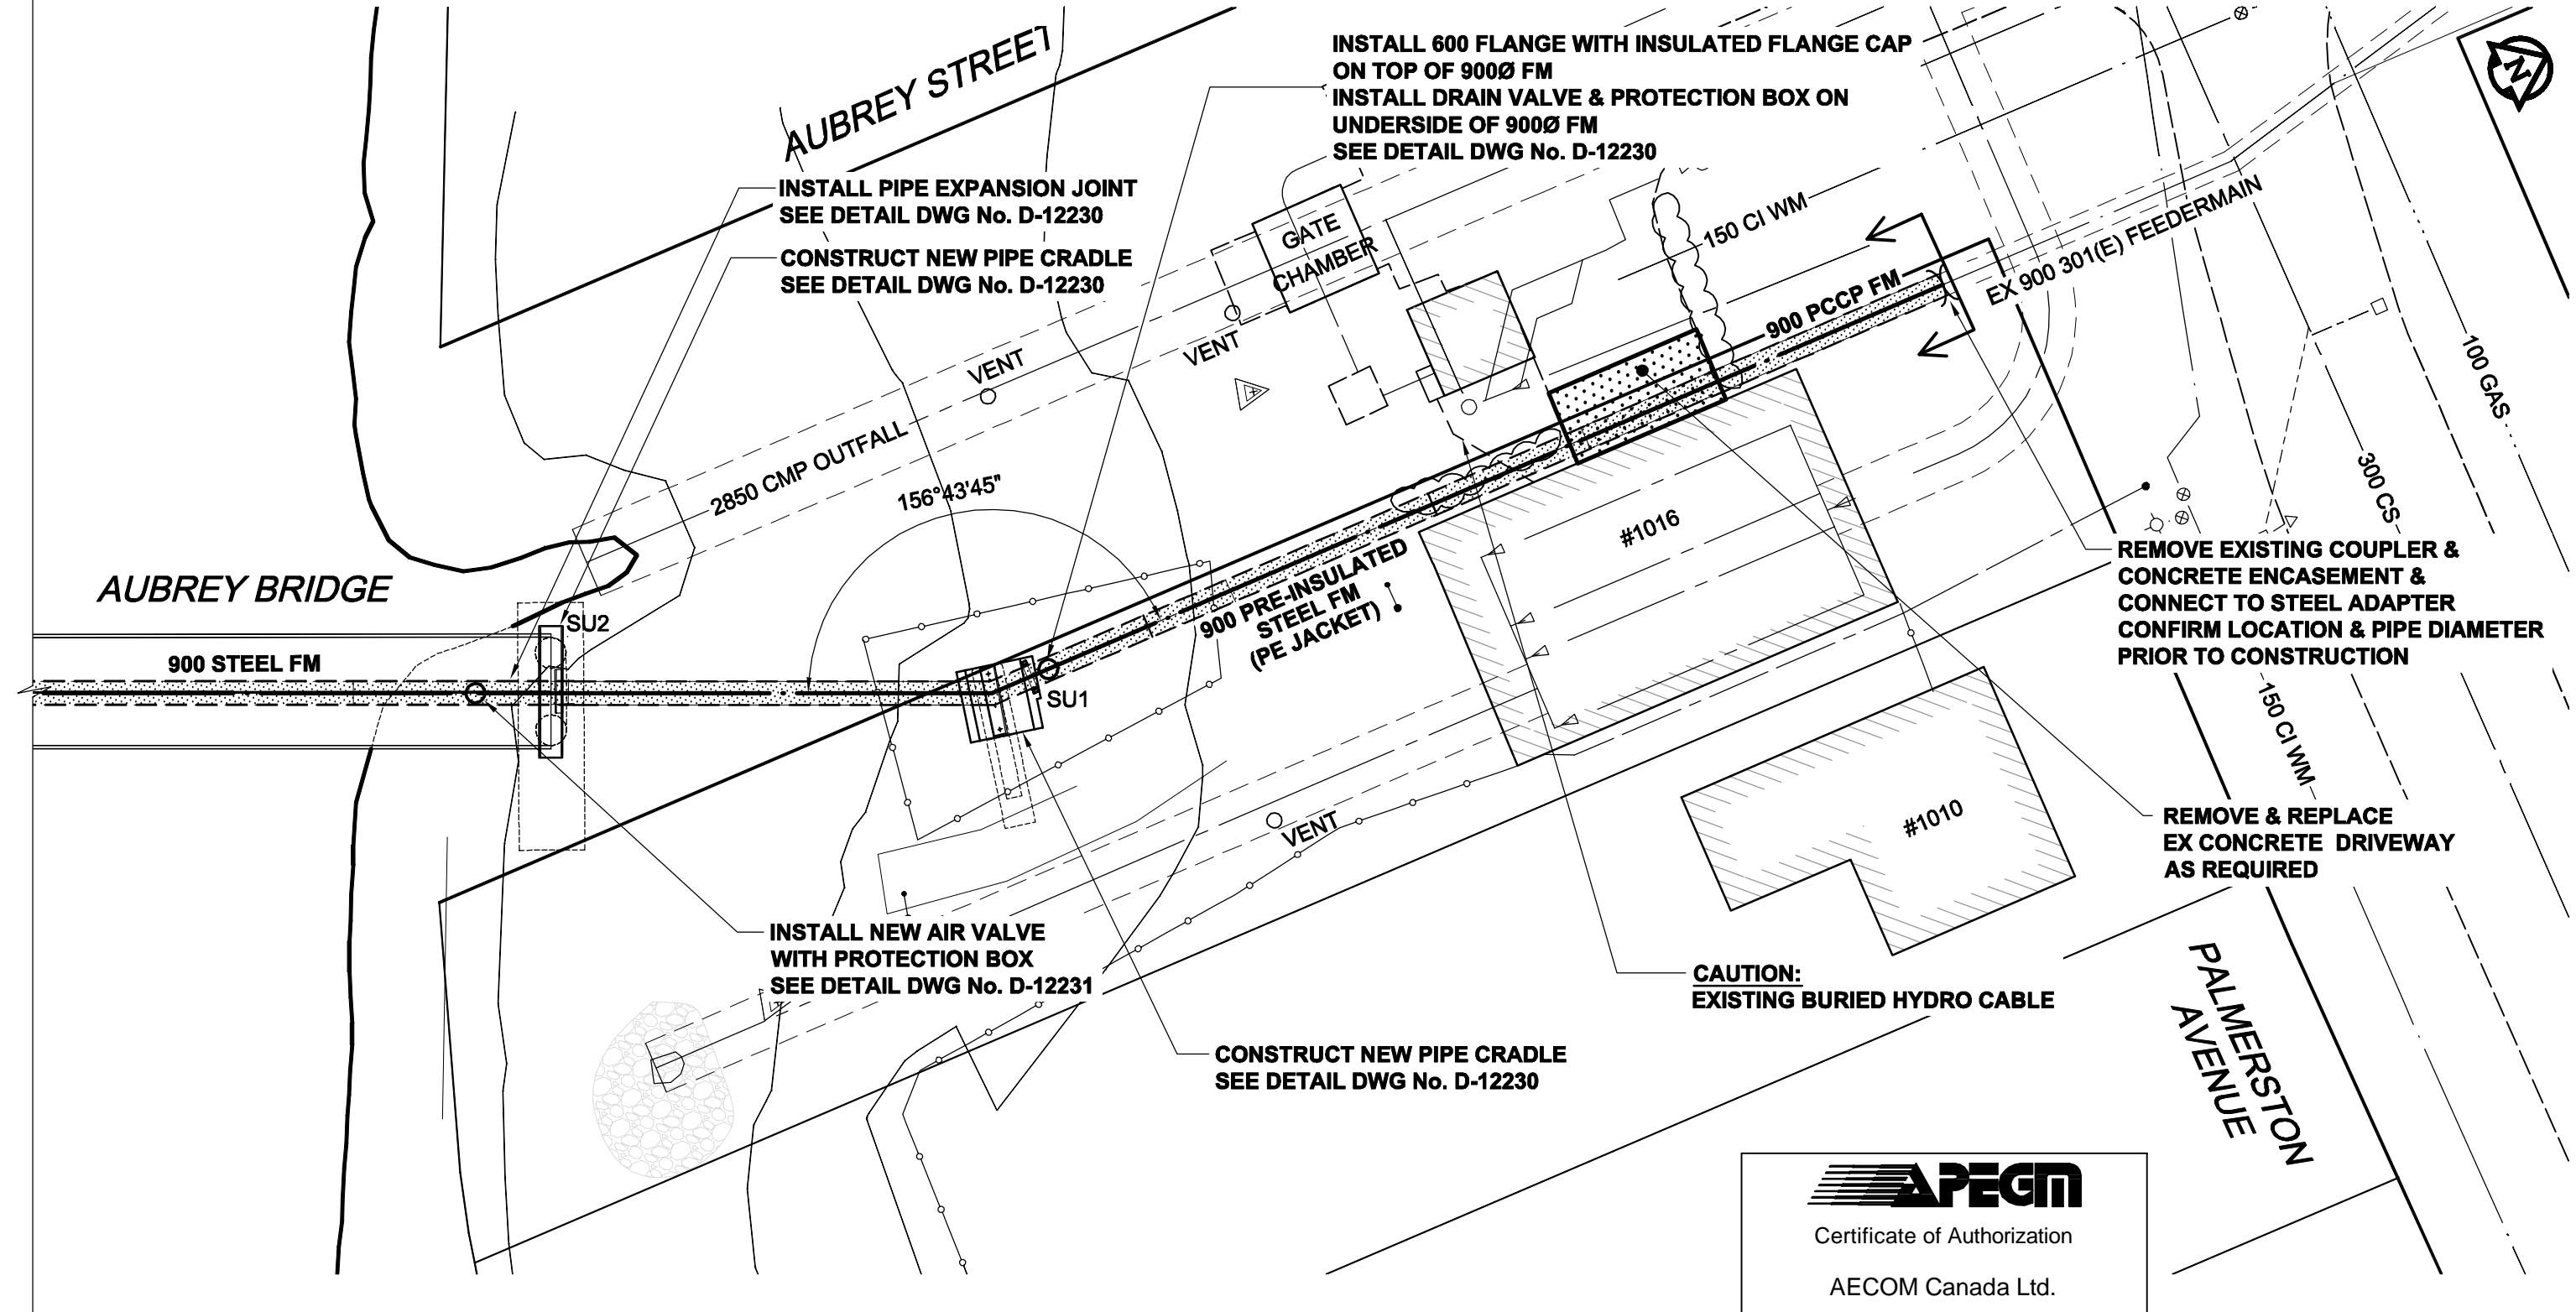 AUBREY STREET
INSTALL 600 FLANGE WITH INSULATED FLANGE CAP
ON TOP OF 900Ø FM
INSTALL DRAIN VALVE & PROTECTION BOX ON
UNDERSIDE OF 900Ø FM
SEE DETAIL DWG No. D-12230
N
INSTALL PIPE EXPANSION JOINT
SEE DETAIL DWG No. D-12230
CONSTRUCT NEW PIPE CRADLE
SEE DETAIL DWG No. D-12230
GATE
CHAMBER
150 CI WM
EX 900 301(E) FEEDERMAIN
900 PCCP FM
VENT
VENT
100 GAS
2850 CMP OUTFALL
156°43'45"
300 CS
#1016
AUBREY BRIDGE
SU2
900 STEEL FM
900 PRE-INSULATED
STEEL FM
(PE JACKET)
SU1
REMOVE EXISTING COUPLER &
CONCRETE ENCASEMENT &
CONNECT TO STEEL ADAPTER
CONFIRM LOCATION & PIPE DIAMETER
PRIOR TO CONSTRUCTION
150 CI WM
VENT
#1010
REMOVE & REPLACE
EX CONCRETE DRIVEWAY
AS REQUIRED
INSTALL NEW AIR VALVE
WITH PROTECTION BOX
SEE DETAIL DWG No. D-12231
CAUTION:
EXISTING BURIED HYDRO CABLE
CONSTRUCT NEW PIPE CRADLE
SEE DETAIL DWG No. D-12230
PALMERSTON
AVENUE
APEGM
Certificate of Authorization
AECOM Canada Ltd.